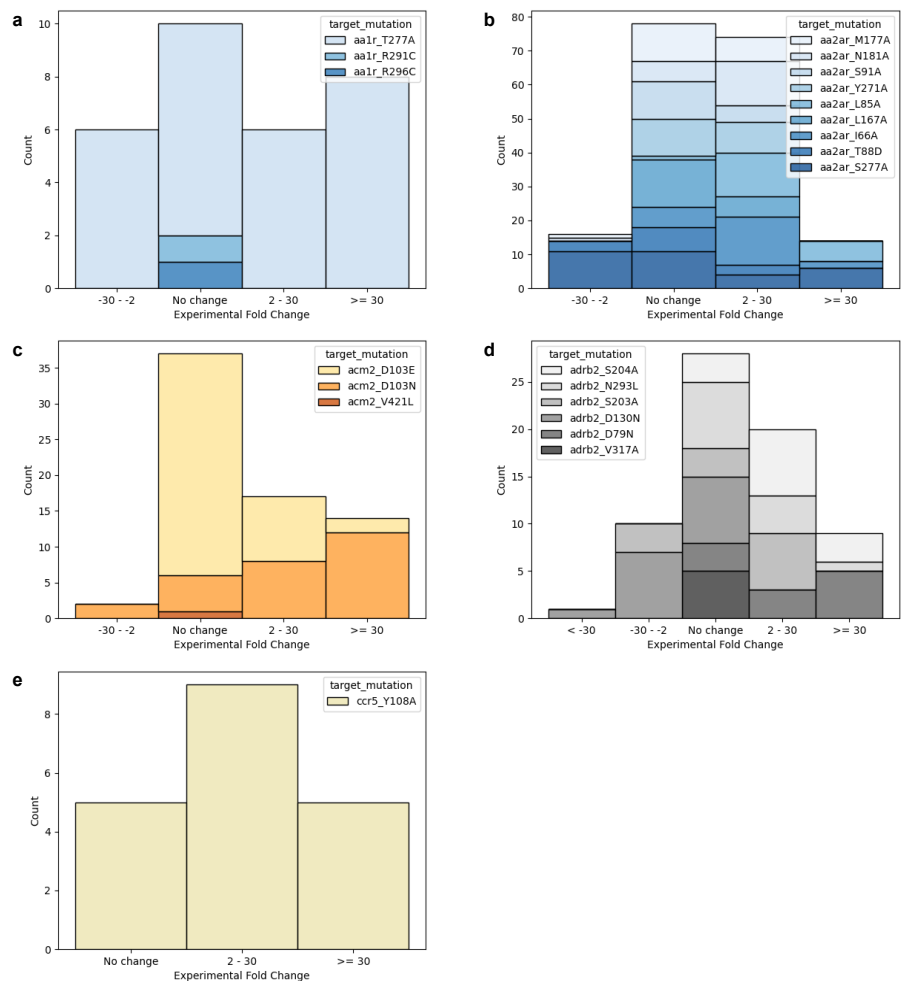 a
target_mutation
aa1r_T277A
aa1r_R291C
aa1r_R296C
10
8
6
4
2
0
Count
-30 - -2 No change 2 - 30 >= 30
Experimental Fold Change
b
target_mutation
aa2ar_M177A
aa2ar_N181A
aa2ar_S91A
aa2ar_Y271A
aa2ar_L85A
aa2ar_L167A
aa2ar_I66A
aa2ar_T88D
aa2ar_S277A
80
70
60
50
40
30
20
10
0
Count
-30 - -2 No change 2 - 30 >= 30
Experimental Fold Change
c
target_mutation
acm2_D103E
acm2_D103N
acm2_V421L
35
30
25
20
15
10
5
0
Count
-30 - -2 No change 2 - 30 >= 30
Experimental Fold Change
d
target_mutation
adrb2_S204A
adrb2_N293L
adrb2_S203A
adrb2_D130N
adrb2_D79N
adrb2_V317A
25
20
15
10
5
0
Count
< -30 -30 - -2 No change 2 - 30 >= 30
Experimental Fold Change
e
target_mutation
ccr5_Y108A
8
6
4
2
0
Count
No change 2 - 30 >= 30
Experimental Fold Change